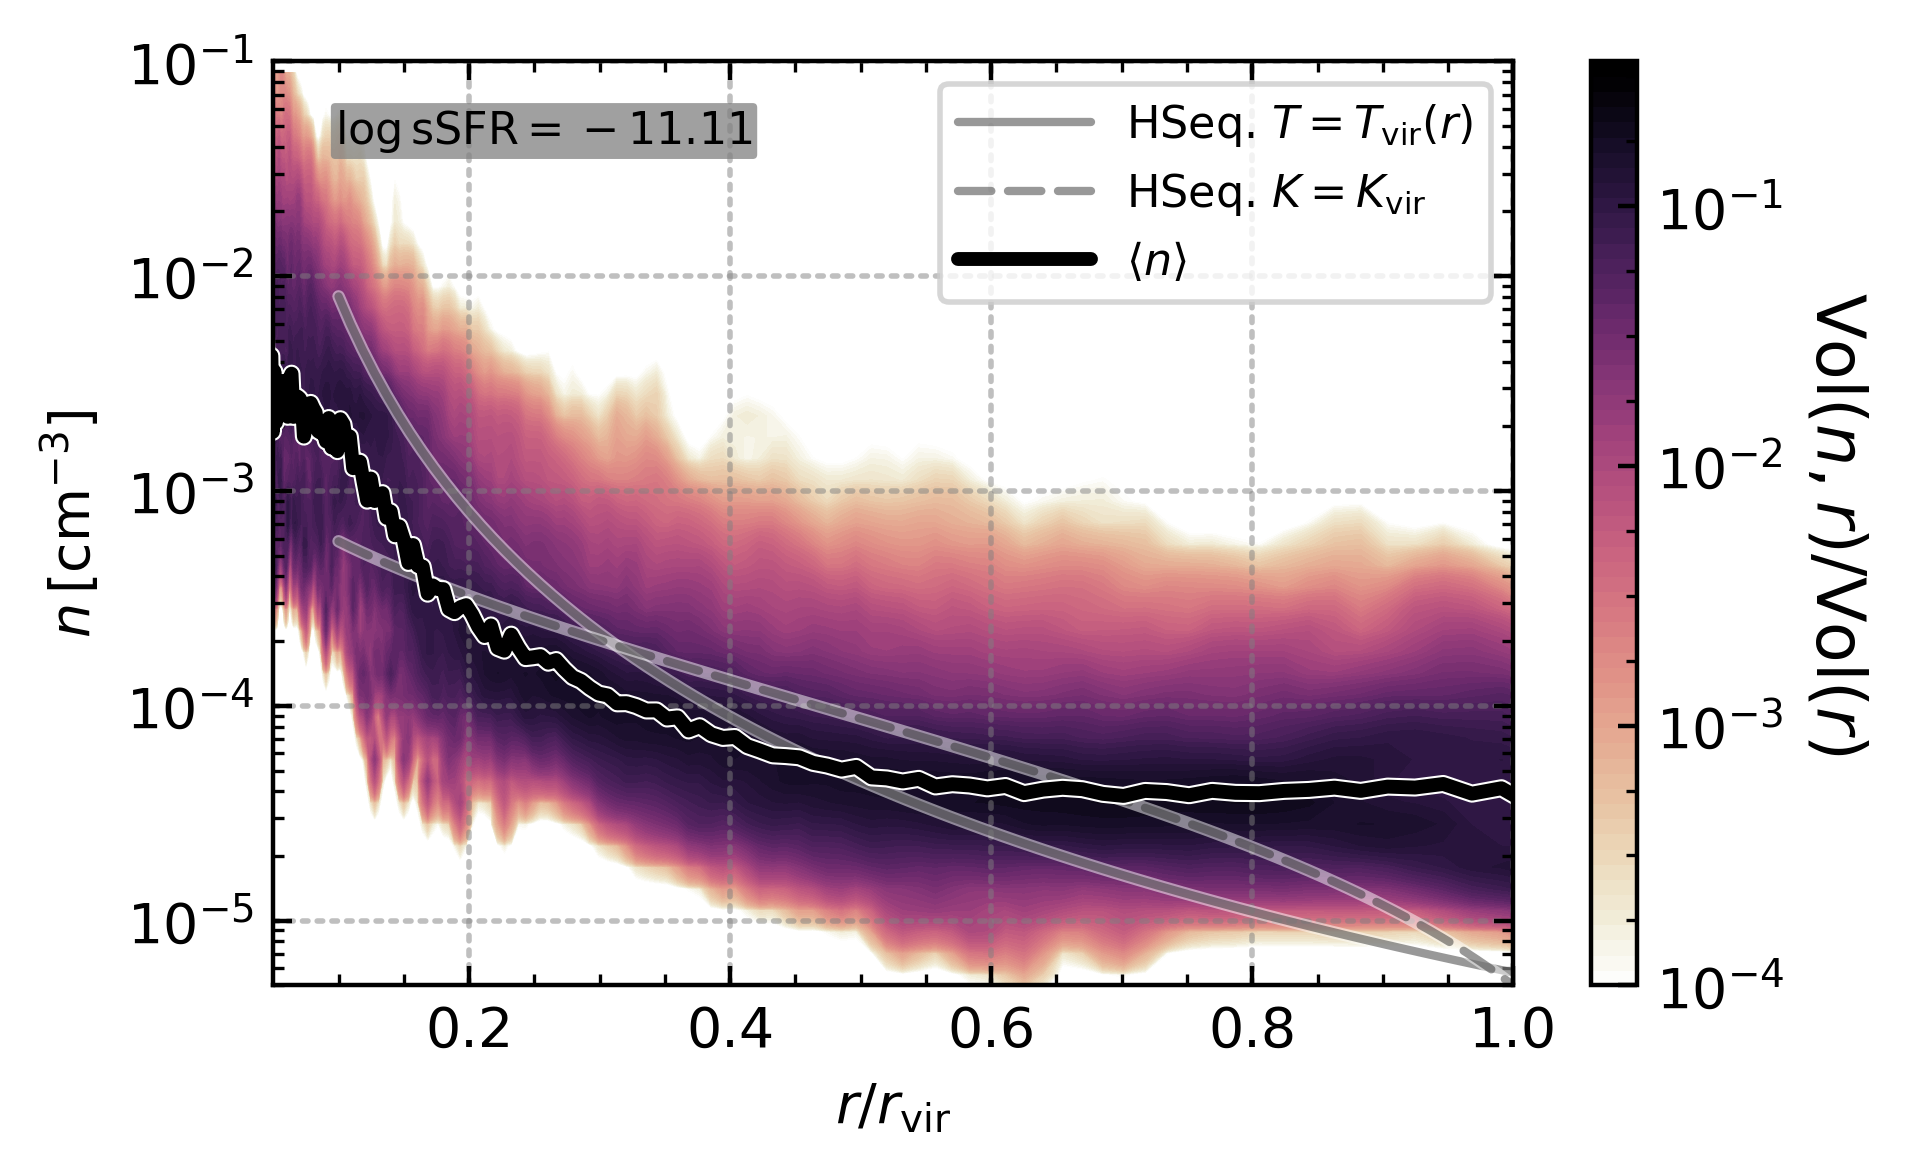 10⁻¹
10⁻²
10⁻³
10⁻⁴
10⁻⁵
n [cm⁻³]
log sSFR = −11.11
HSeq. T = T_vir(r)
HSeq. K = K_vir
⟨n⟩
0.2 0.4 0.6 0.8 1.0
r/r_vir
10⁻¹
10⁻²
10⁻³
10⁻⁴
Vol(n, r)/Vol(r)